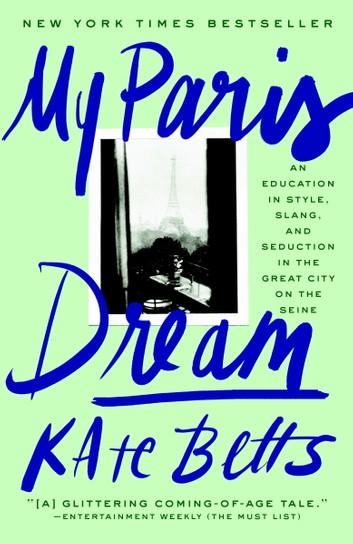 NEW YORK TIMES BESTSELLER
My Paris
AN
EDUCATION
IN STYLE,
SLANG,
AND
SEDUCTION
IN THE
GREAT CITY
ON THE
SEINE
Dream
KAte Betts
"[A] GLITTERING COMING-OF-AGE TALE."
—ENTERTAINMENT WEEKLY (THE MUST LIST)